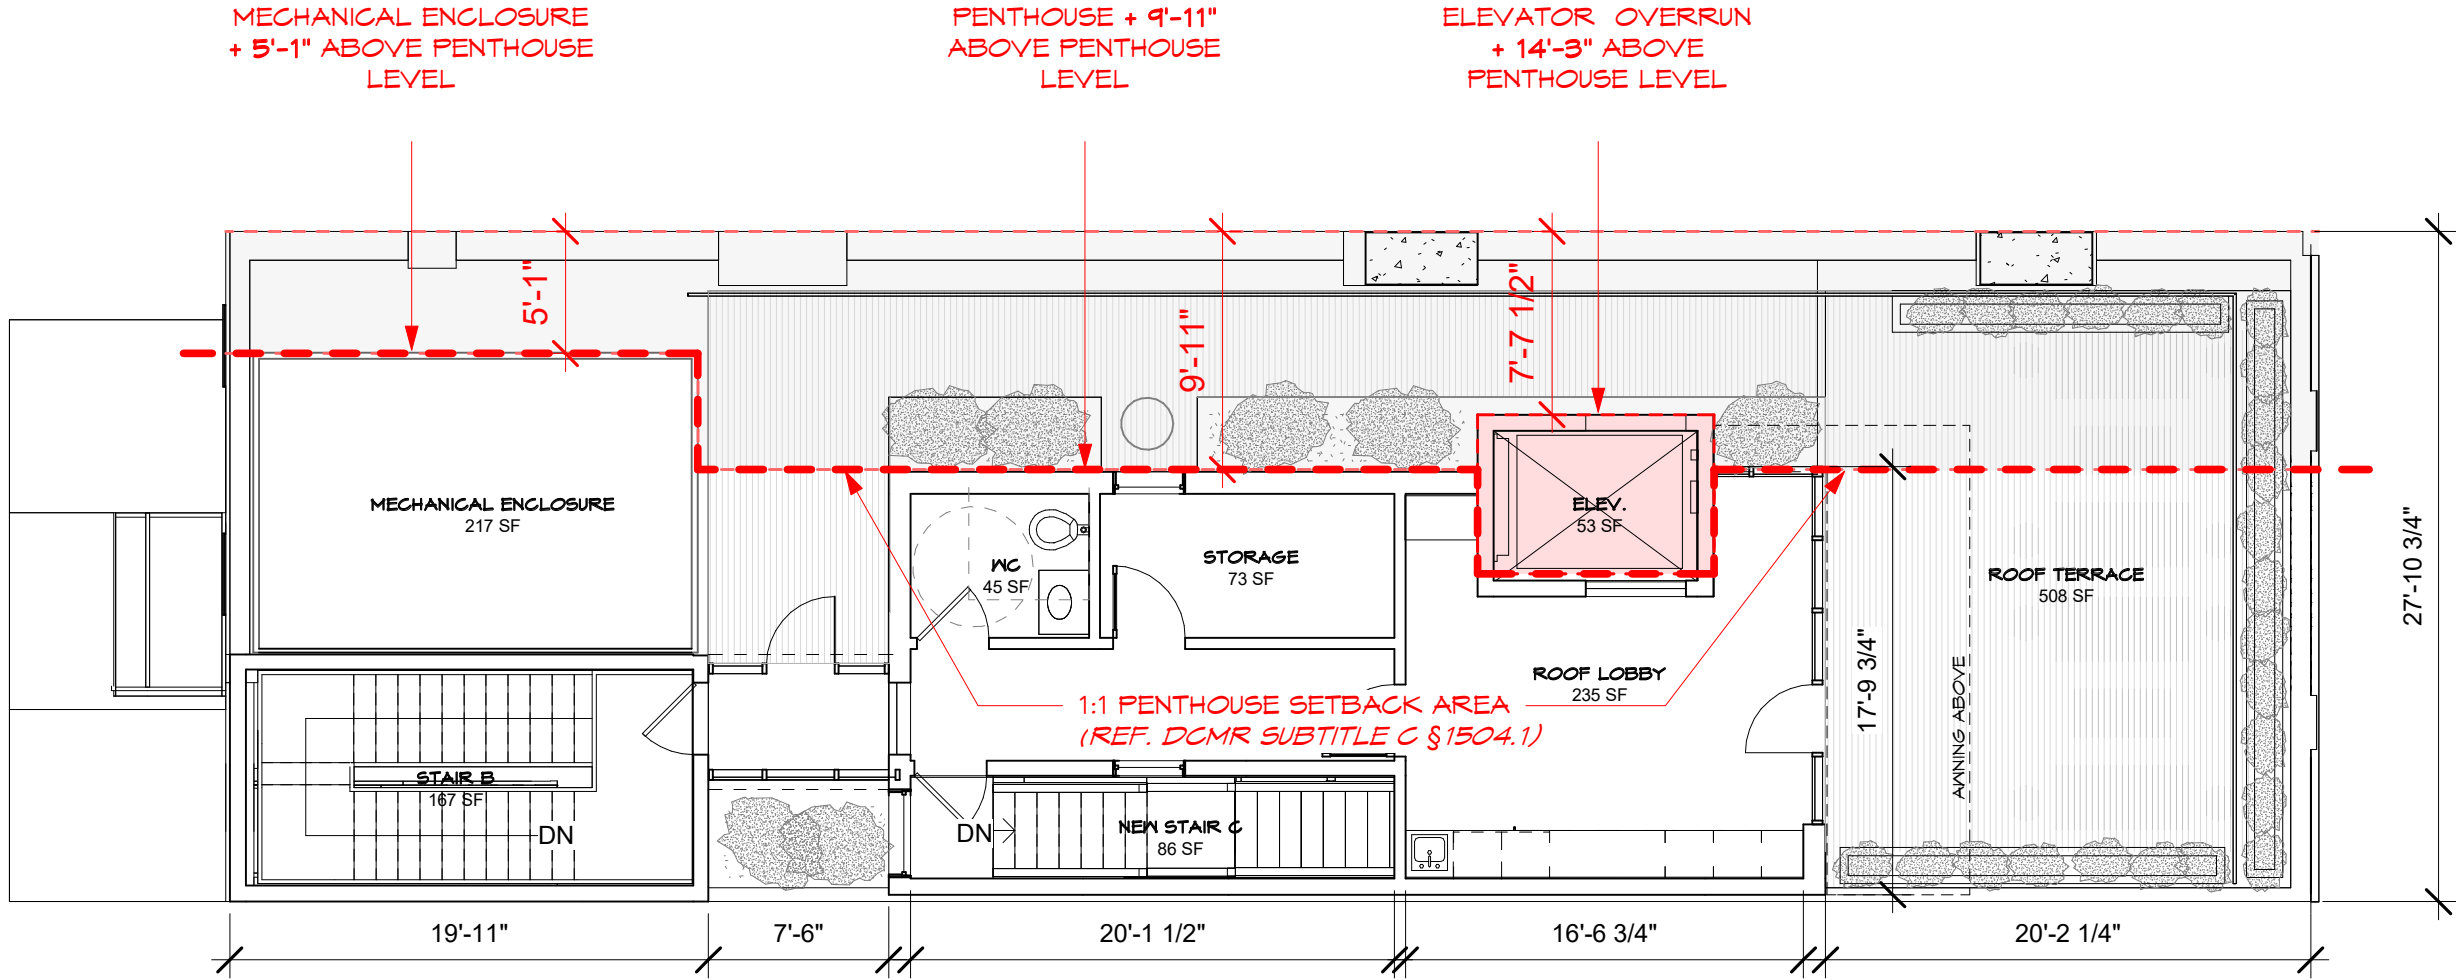 MECHANICAL ENCLOSURE
+ 5'-1" ABOVE PENTHOUSE
LEVEL
PENTHOUSE + 9'-11"
ABOVE PENTHOUSE
LEVEL
ELEVATOR OVERRUN
+ 14'-3" ABOVE
PENTHOUSE LEVEL
5'-1"
9'-11"
7'-7 1/2"
MECHANICAL ENCLOSURE
217 SF
WC
45 SF
STORAGE
73 SF
ELEV.
53 SF
ROOF TERRACE
508 SF
27'-10 3/4"
ROOF LOBBY
235 SF
17'-9 3/4"
AWNING ABOVE
1:1 PENTHOUSE SETBACK AREA
(REF. DCMR SUBTITLE C §1504.1)
STAIR B
167 SF
DN
DN
NEW STAIR C
86 SF
19'-11"
7'-6"
20'-1 1/2"
16'-6 3/4"
20'-2 1/4"